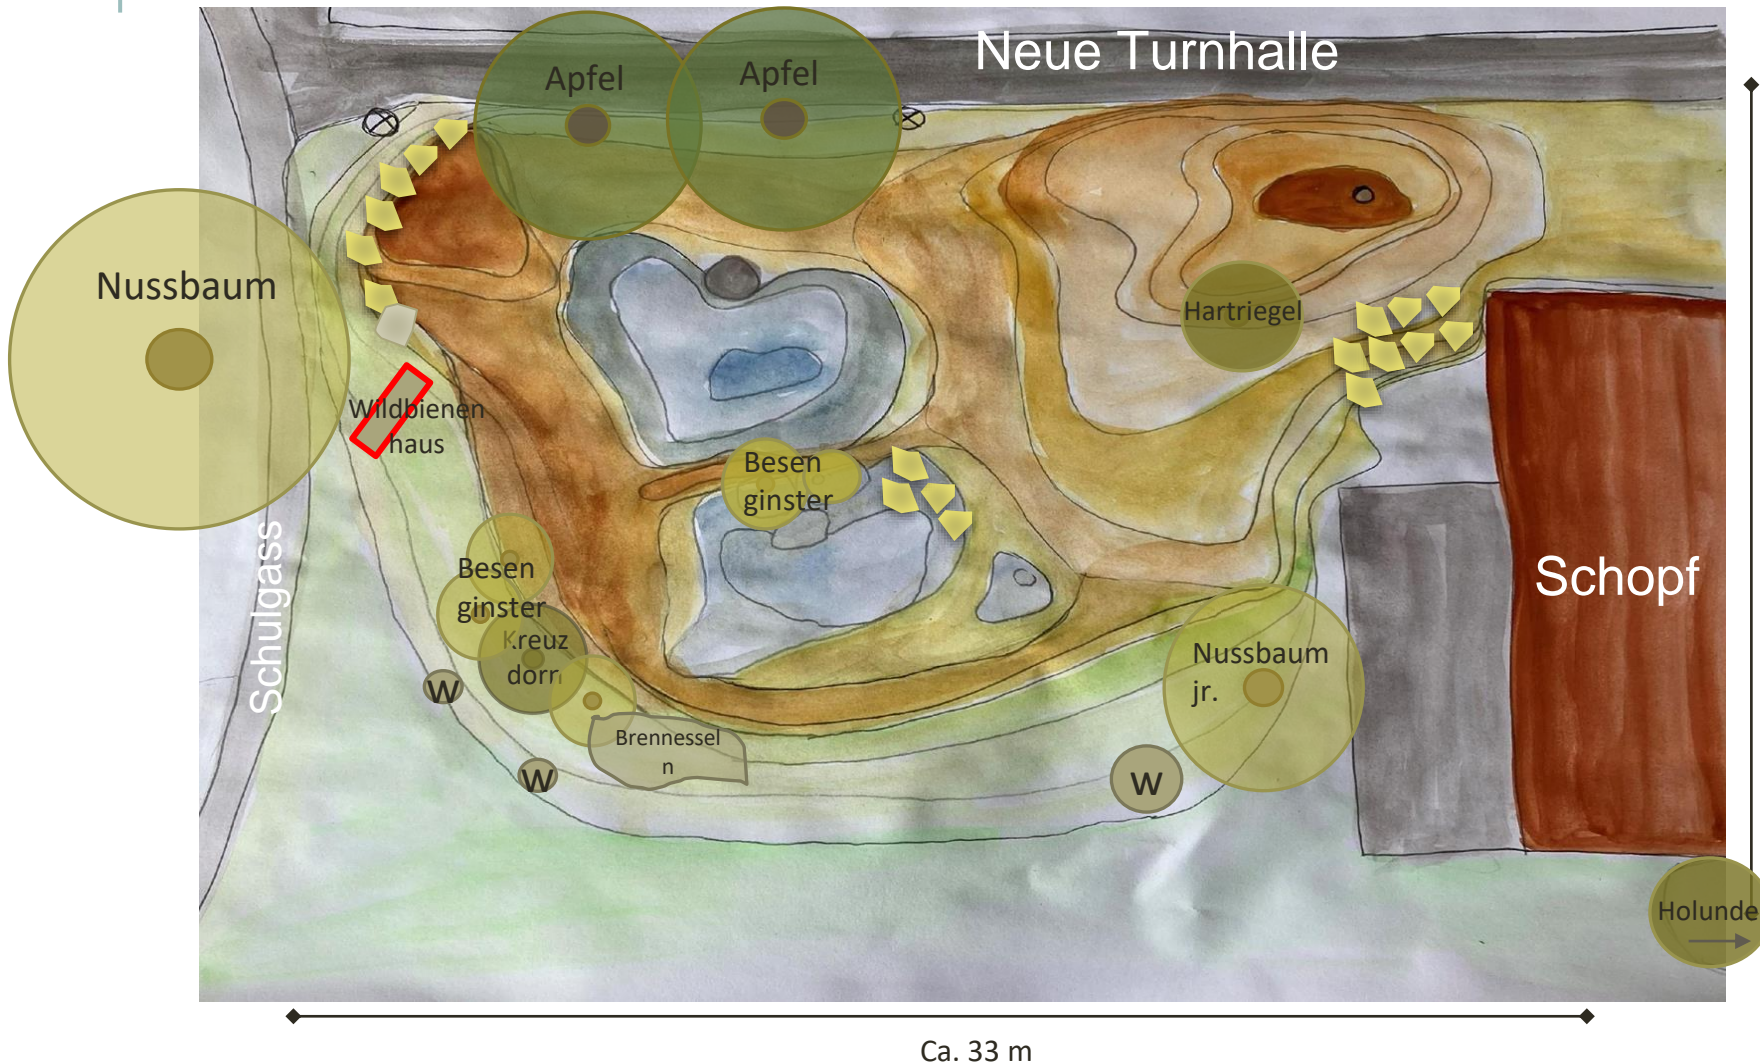 Neue Turnhalle
Apfel
Apfel
Nussbaum
Hartriegel
Wildbienen
haus
Besen
ginster
Schulgass
Besen
ginster
Kreuz
dorn
Schopf
Nussbaum
jr.
W
W
W
Brennessel
n
Holunde
Ca. 33 m